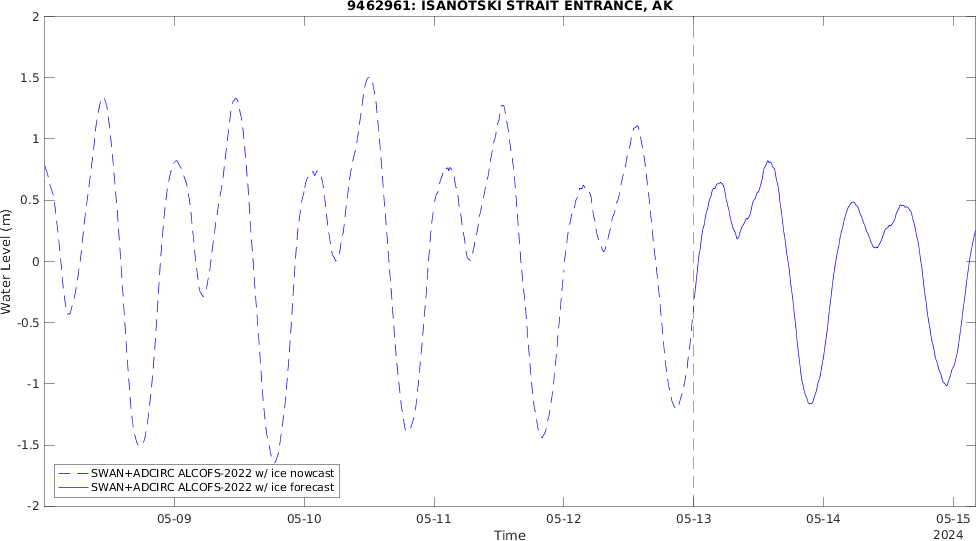 9462961: ISANOTSKI STRAIT ENTRANCE, AK
2
1.5
1
0.5
0
-0.5
-1
-1.5
-2
Water Level (m)
SWAN+ADCIRC ALCOFS-2022 w/ ice nowcast
SWAN+ADCIRC ALCOFS-2022 w/ ice forecast
05-09 05-10 05-11 05-12 05-13 05-14 05-15
Time
2024